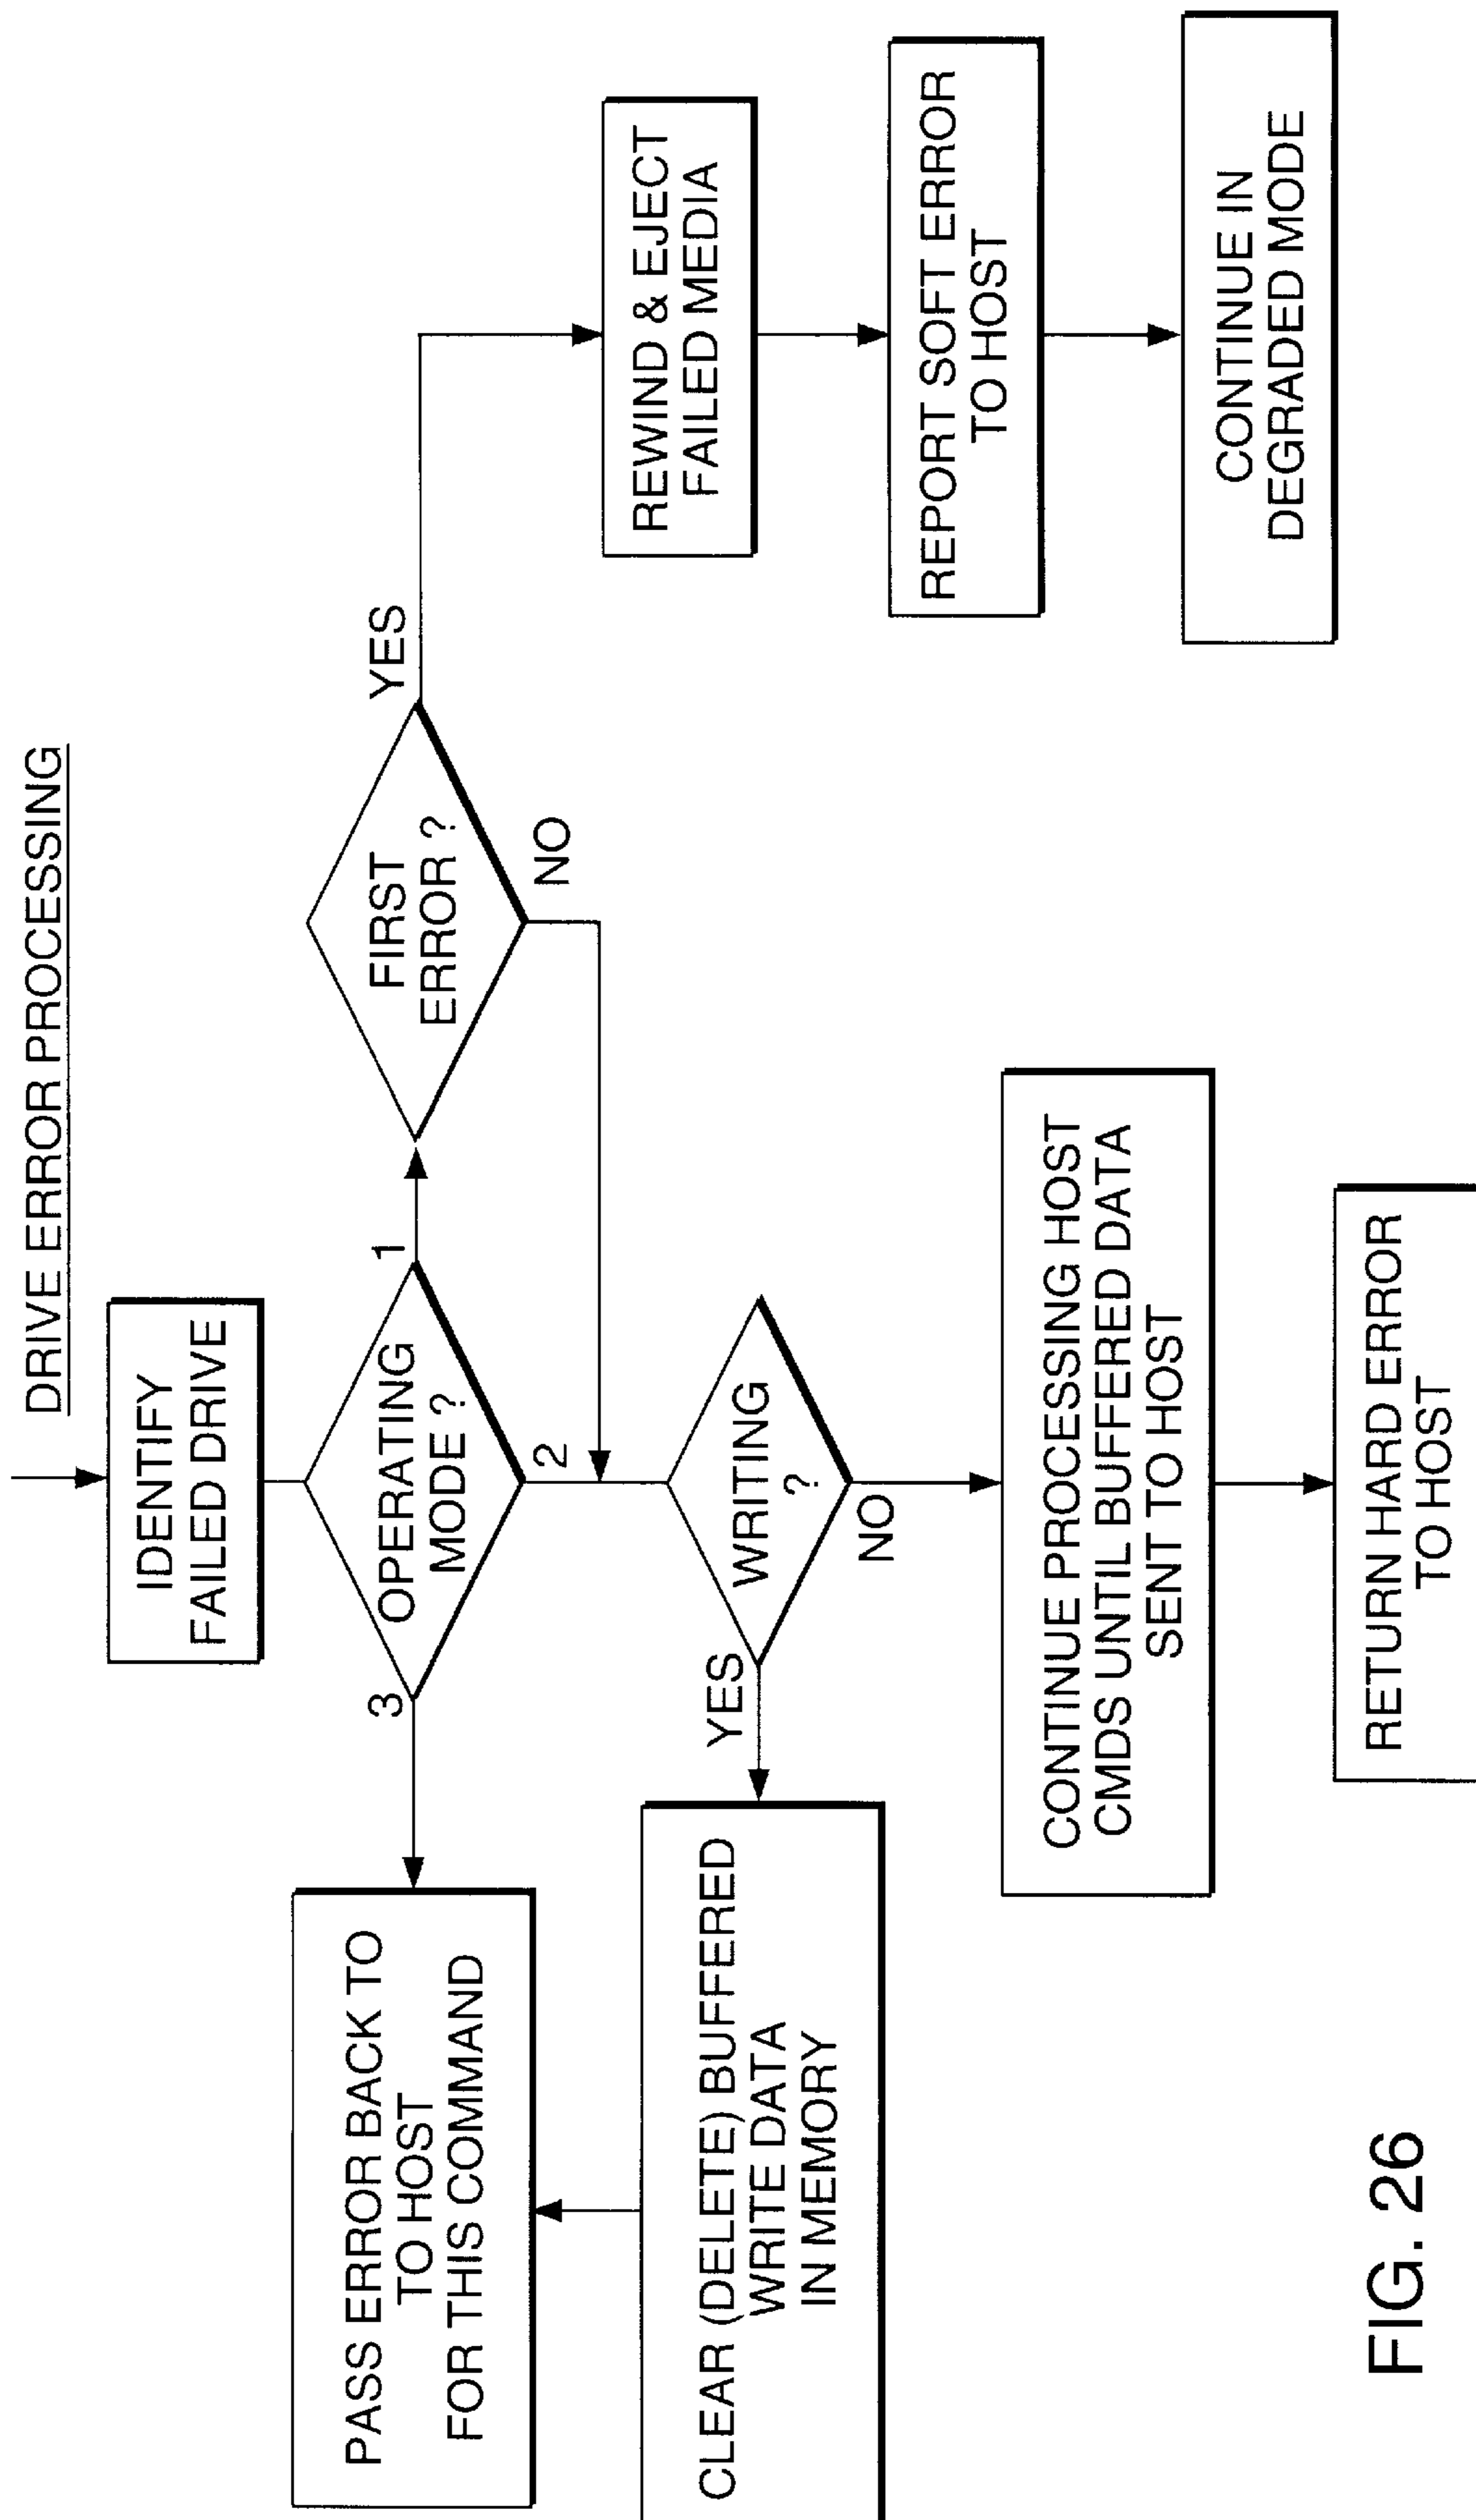 DRIVE ERROR PROCESSING
IDENTIFY
FAILED DRIVE
OPERATING
MODE ?
3
1
2
FIRST
ERROR ?
YES
NO
PASS ERROR BACK TO
TO HOST
FOR THIS COMMAND
REWIND & EJECT
FAILED MEDIA
WRITING
?
YES
NO
CLEAR (DELETE) BUFFERED
WRITE DATA
IN MEMORY
REPORT SOFT ERROR
TO HOST
CONTINUE PROCESSING HOST
CMDS UNTIL BUFFERED DATA
SENT TO HOST
CONTINUE IN
DEGRADED MODE
RETURN HARD ERROR
TO HOST
FIG. 26